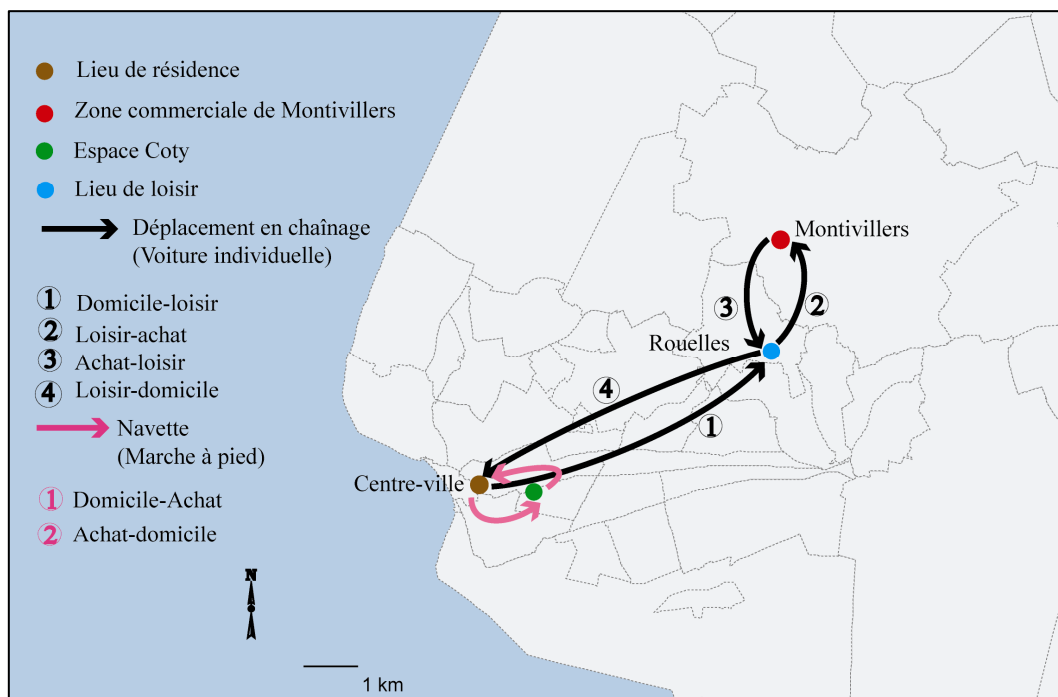 Lieu de résidence
Zone commerciale de Montivillers
Espace Coty
Lieu de loisir
Déplacement en chaînage
(Voiture individuelle)
1 Domicile-loisir
2 Loisir-achat
3 Achat-loisir
4 Loisir-domicile
Navette
(Marche à pied)
1 Domicile-Achat
2 Achat-domicile
N
1 km
Montivillers
3
2
Rouelles
4
1
Centre-ville